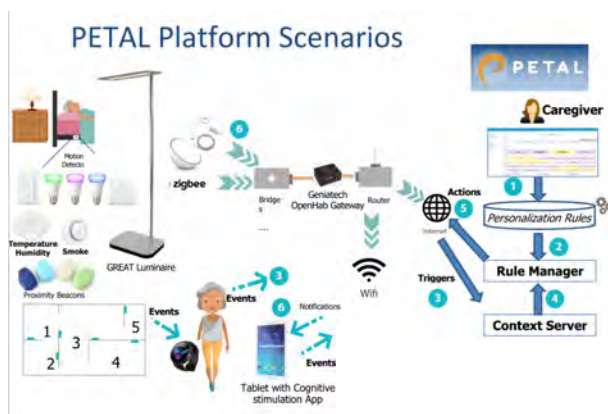 PETAL Platform Scenarios
PETAL
Caregiver
Motion
Detecto
6
zigbee
Bridge
s
....
Geniatech
OpenHab Gateway
Router
Actions
5
Internet
1
Personalization Rules
2
Temperature
Humidity
Smoke
GREAT Luminaire
Proximity Beacons
Wifi
Triggers
3
Rule Manager
4
Context Server
Events
3
Events
6
Notifications
Events
1
2
3
4
5
Tablet with Cognitive
stimulation App